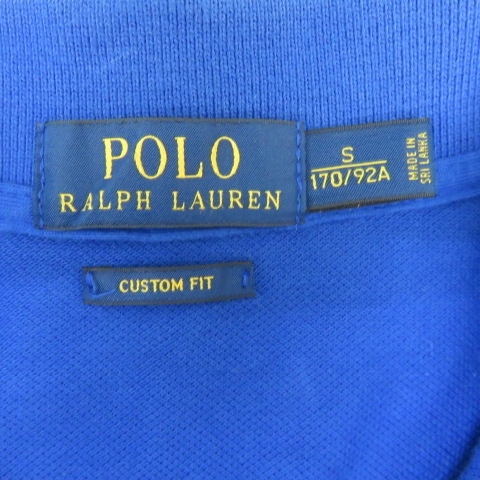 POLO
RALPH LAUREN
S
170/92A
MADE IN
SRI LANKA
CUSTOM FIT